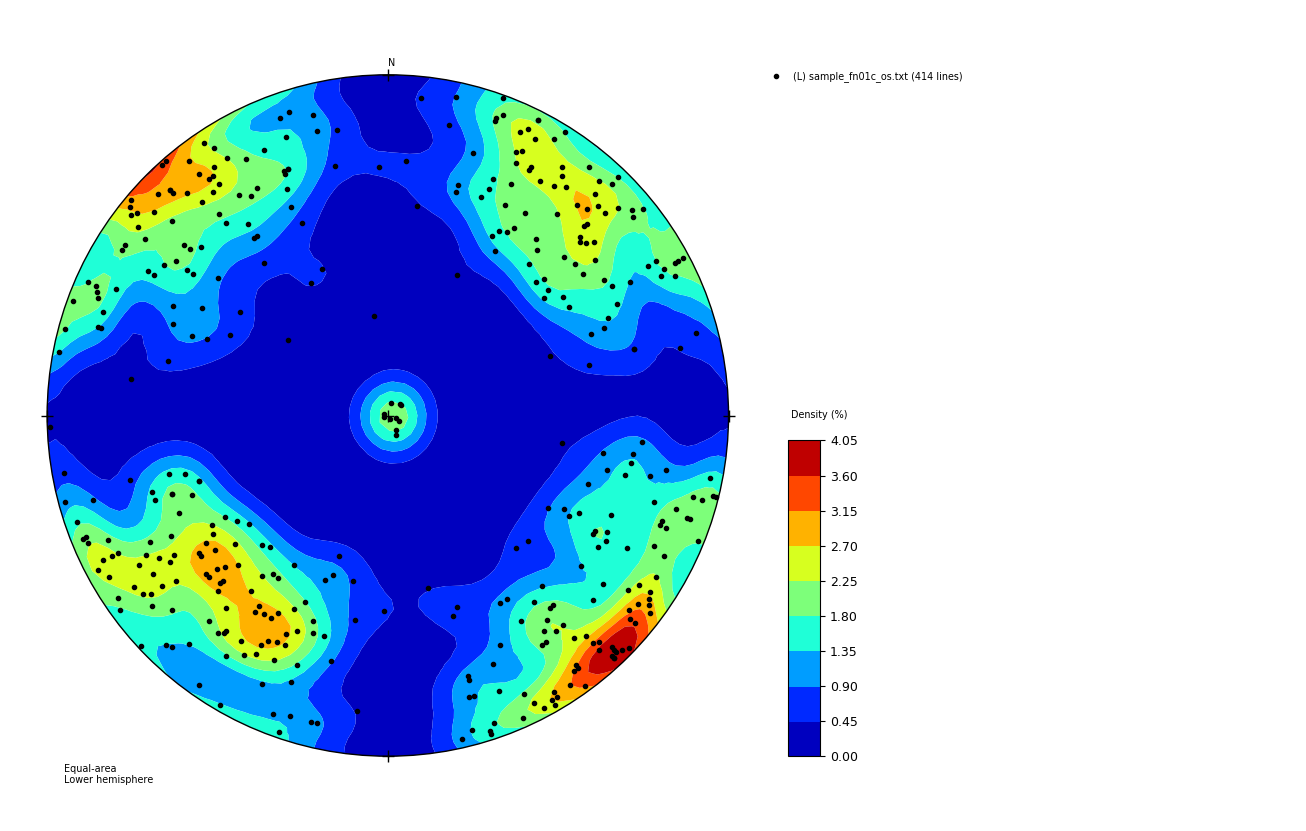 N
(L) sample_fn01c_os.txt (414 lines)
Density (%)
4.05
3.60
3.15
2.70
2.25
1.80
1.35
0.90
0.45
0.00
Equal-area
Lower hemisphere